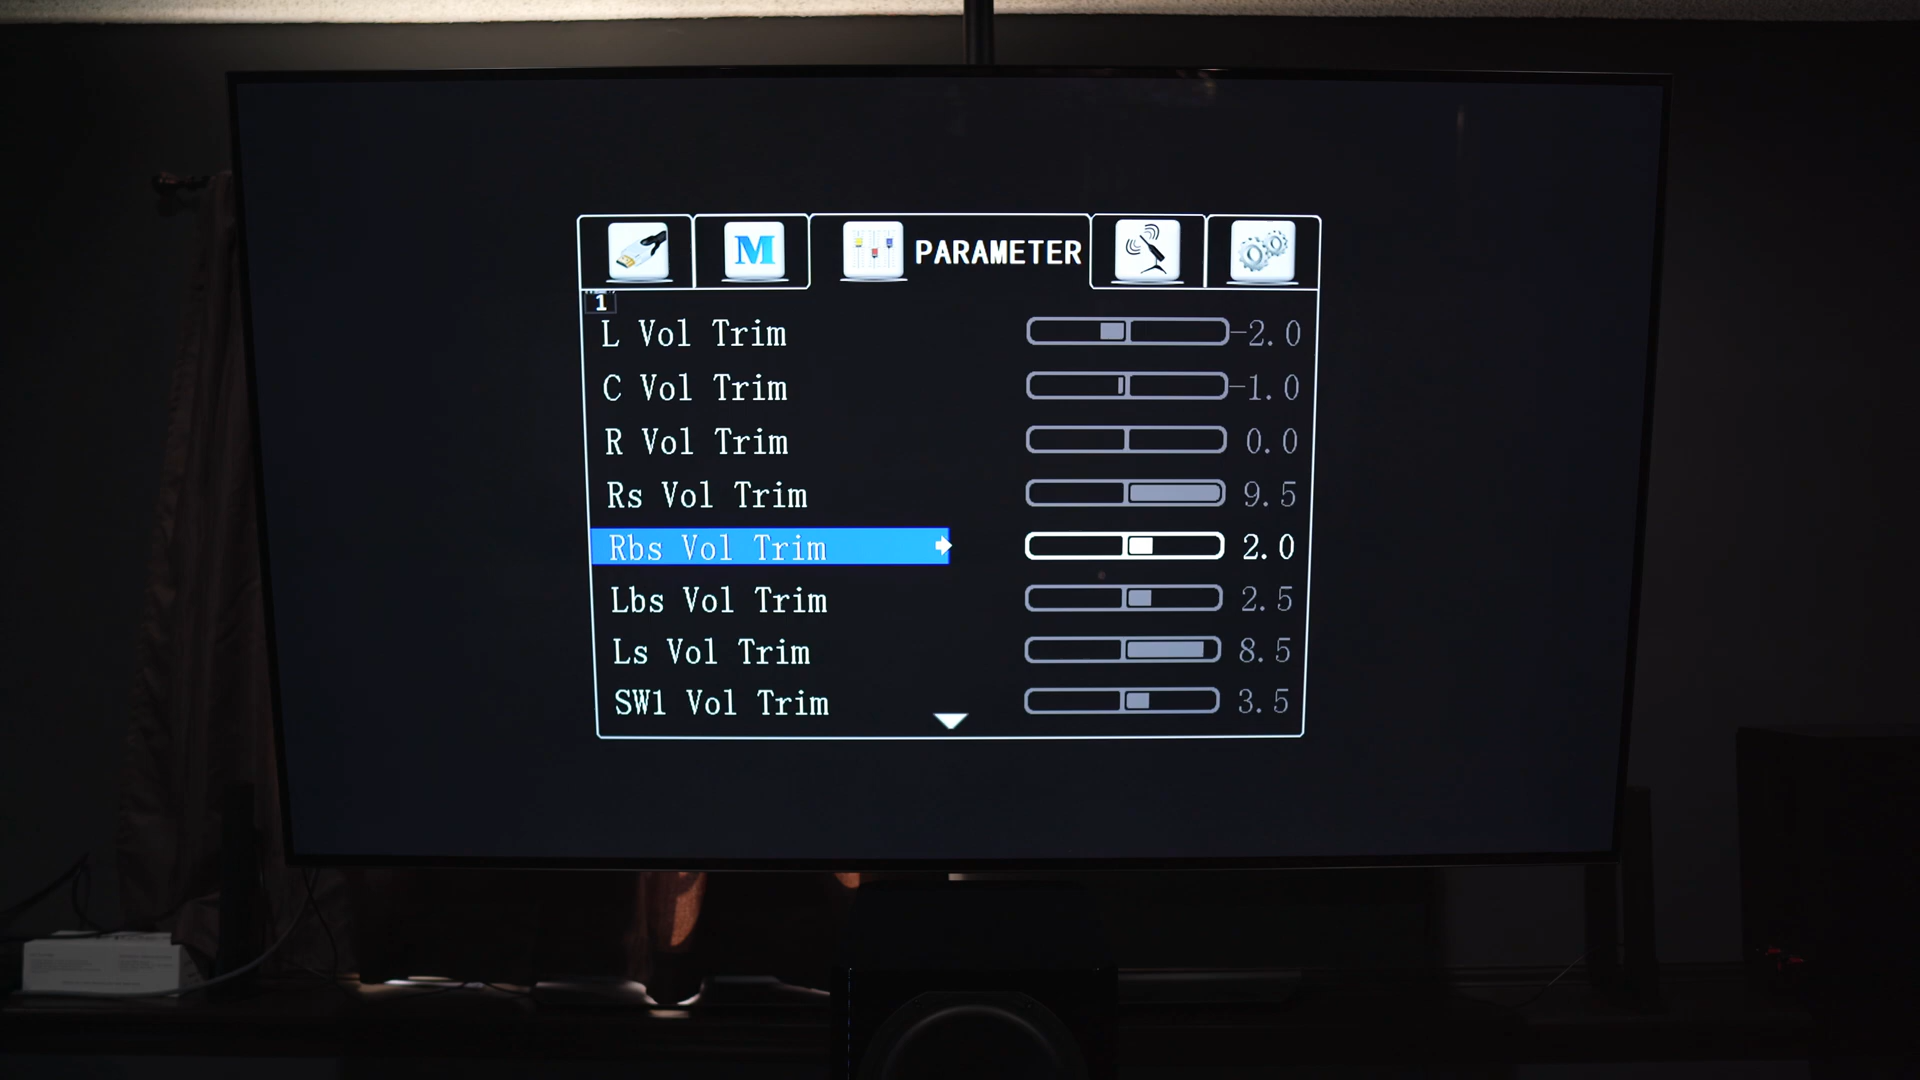 M
PARAMETER
1
L Vol Trim -2.0
C Vol Trim -1.0
R Vol Trim 0.0
Rs Vol Trim 9.5
Rbs Vol Trim 2.0
Lbs Vol Trim 2.5
Ls Vol Trim 8.5
SW1 Vol Trim 3.5